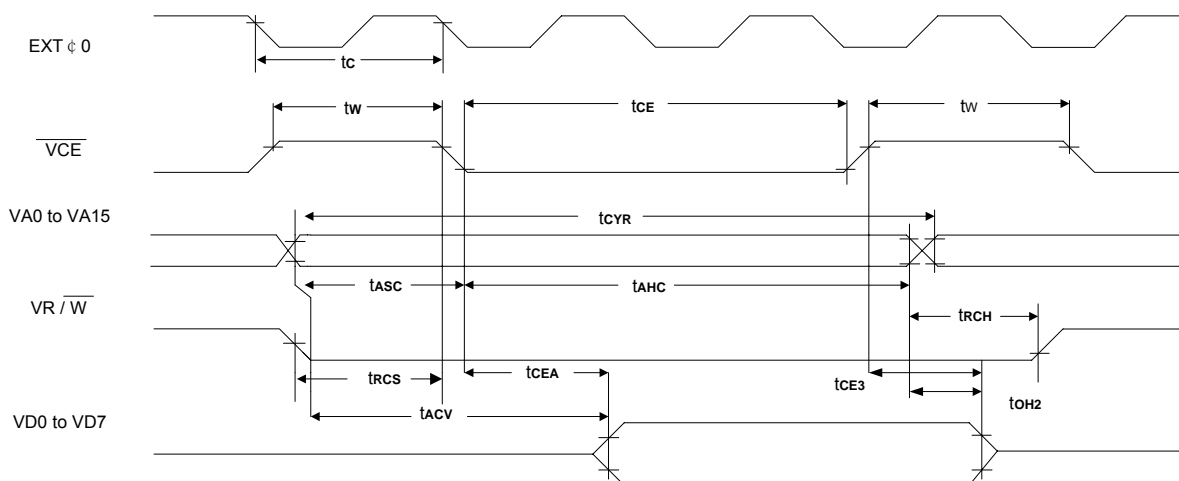 EXT ¢ 0
tC
tW
tCE
tW
V̅C̅E̅
VA0 to VA15
tCYR
tASC
tAHC
VR / W̅
tRCH
tRCS
tCEA
tCE3
tACV
tOH2
VD0 to VD7